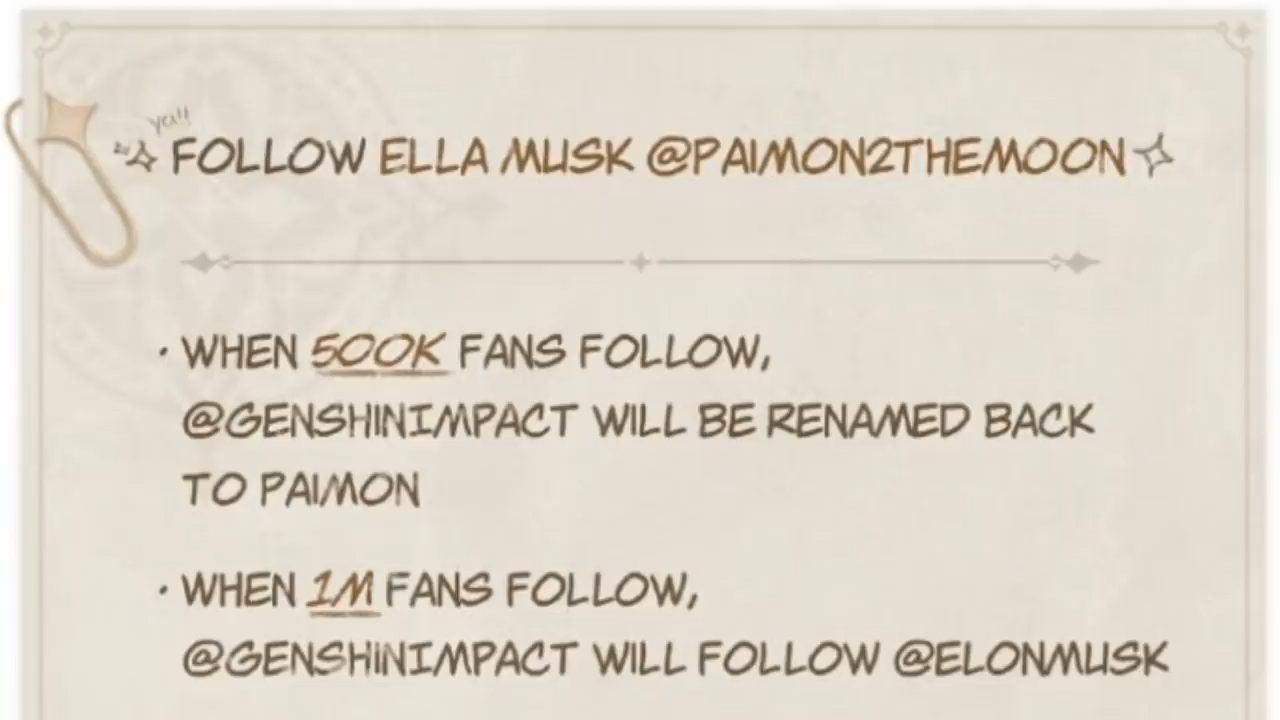 ya!!
FOLLOW ELLA MUSK @PAIMON2THEMOON
· WHEN 500K FANS FOLLOW,
@GENSHINIMPACT WILL BE RENAMED BACK
TO PAIMON
· WHEN 1M FANS FOLLOW,
@GENSHINIMPACT WILL FOLLOW @ELONMUSK